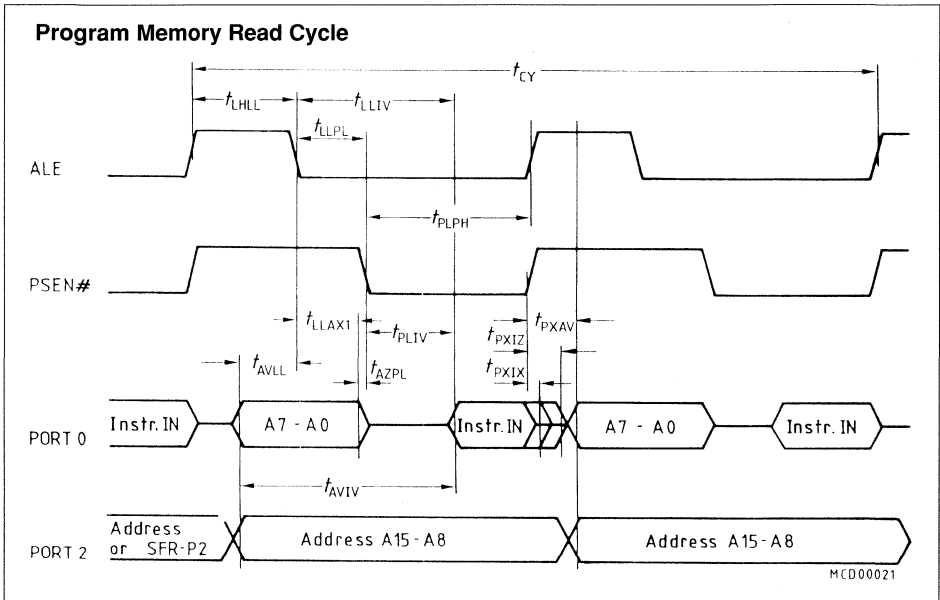 Program Memory Read Cycle
tCY
tLHLL
tLLIV
tLLPL
ALE
tPLPH
PSEN#
tLLAX1
tPLIV
tPXAV
tPXIZ
tAVLL
tAZPL
tPXIX
PORT 0
Instr. IN
A7 - A0
Instr. IN
A7 - A0
Instr. IN
tAVIV
PORT 2
Address
or SFR-P2
Address A15-A8
Address A15-A8
MCD00021